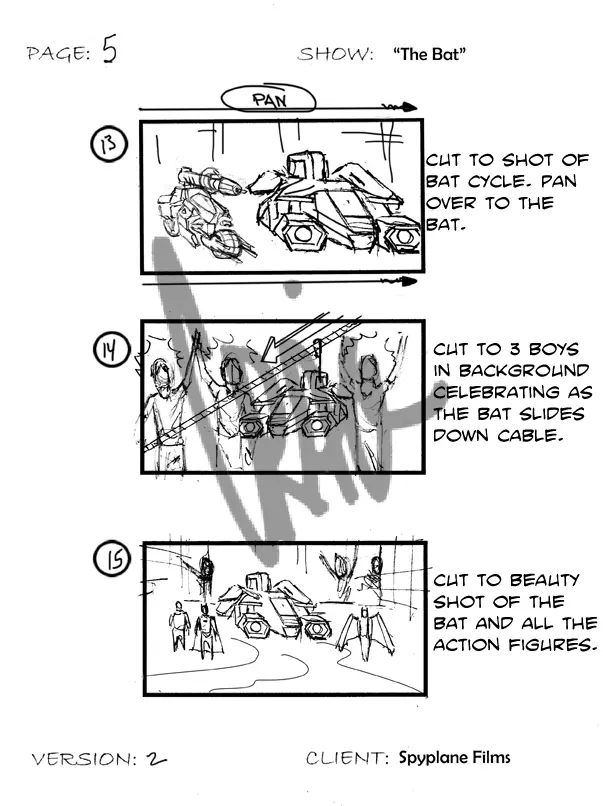 PAGE: 5
SHOW: “The Bat”
PAN
13
CUT TO SHOT OF
BAT CYCLE. PAN
OVER TO THE
BAT.
14
CUT TO 3 BOYS
IN BACKGROUND
CELEBRATING AS
THE BAT SLIDES
DOWN CABLE.
15
CUT TO BEAUTY
SHOT OF THE
BAT AND ALL THE
ACTION FIGURES.
VERSION: 2
CLIENT: Spyplane Films